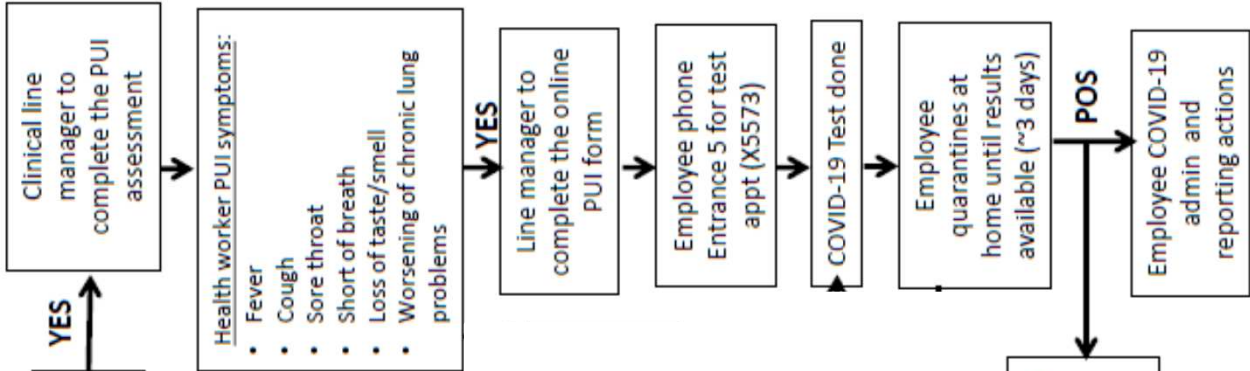 YES
Clinical line
manager to
complete the PUI
assessment
Health worker PUI symptoms:
• Fever
• Cough
• Sore throat
• Short of breath
• Loss of taste/smell
• Worsening of chronic lung
problems
YES
Line manager to
complete the online
PUI form
Employee phone
Entrance 5 for test
appt (X5573)
COVID-19 Test done
Employee
quarantines at
home until results
available (~3 days)
POS
Employee COVID-19
admin and
reporting actions